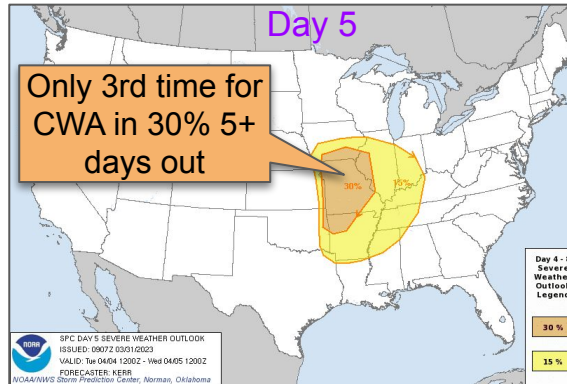 Day 5
Only 3rd time for
CWA in 30% 5+
days out
30%
15%
Day 4 - 8
Severe
Weather
Outlook
Legend
30 %
15 %
NOAA
SPC DAY 5 SEVERE WEATHER OUTLOOK
ISSUED: 0907Z 03/31/2023
VALID: Tue 04/04 1200Z - Wed 04/05 1200Z
FORECASTER: KERR
NOAA/NWS Storm Prediction Center, Norman, Oklahoma